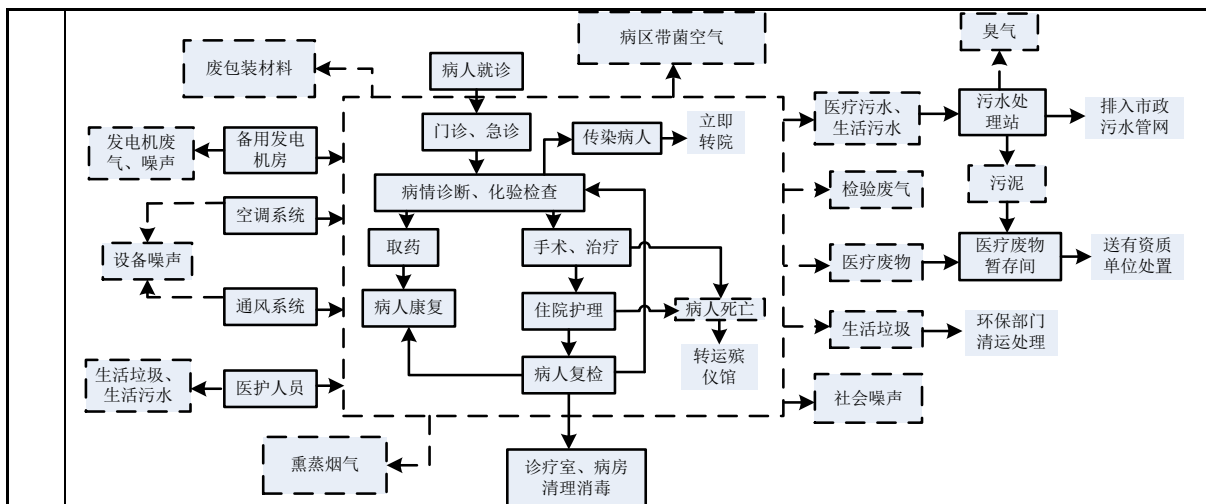 臭气
病区带菌空气
废包装材料
病人就诊
医疗污水、
生活污水
污水处
理站
排入市政
污水管网
门诊、急诊
传染病人
立即
转院
发电机废
气、噪声
备用发电
机房
病情诊断、化验检查
检验废气
污泥
空调系统
取药
手术、治疗
设备噪声
医疗废物
医疗废物
暂存间
送有资质
单位处置
通风系统
病人康复
住院护理
病人死亡
生活垃圾
环保部门
清运处理
转运殡
仪馆
生活垃圾、
生活污水
医护人员
病人复检
社会噪声
熏蒸烟气
诊疗室、病房
清理消毒